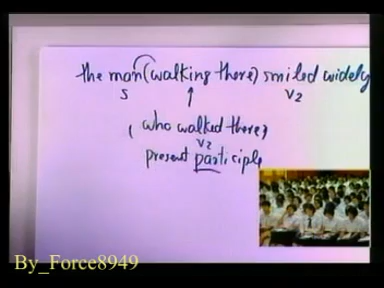 the man (walking there) smiled widely
S V2
( who walked there)
V2
present participle
By_Force8949